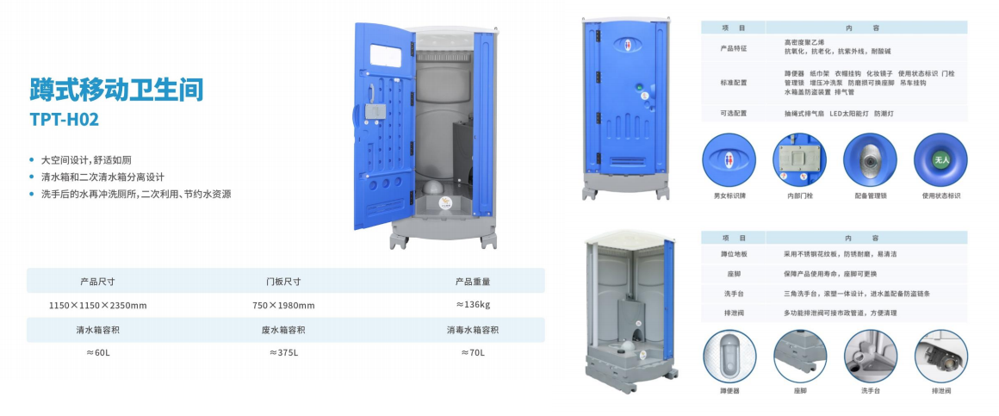 蹲式移动卫生间
TPT-H02
大空间设计,舒适如厕
清水箱和二次清水箱分离设计
洗手后的水再冲洗厕所,二次利用、节约水资源
产品尺寸 门板尺寸 产品重量
1150×1150×2350mm 750×1980mm ≈136kg
清水箱容积 废水箱容积 消毒水箱容积
≈60L ≈375L ≈70L
项 目 内 容
产品特征 高密度聚乙烯
抗氧化，抗老化，抗紫外线，耐酸碱
标准配置 蹲便器 纸巾架 衣帽挂钩 化妆镜子 使用状态标识 门栓
管理锁 增压冲洗泵 防磨损可换座脚 吊车挂钩
水箱盖防盗装置 排气管
可选配置 抽绳式排气扇 LED太阳能灯 防潮灯
无人
男女标识牌 内部门栓 配备管理锁 使用状态标识
项 目 内 容
蹲位地板 采用不锈钢花纹板，防锈耐磨，易清洁
座脚 保障产品使用寿命，座脚可更换
洗手台 三角洗手台，滚塑一体设计，进水盖配备防盗链条
排泄阀 多功能排泄阀可接市政管道，方便清理
蹲便器 座脚 洗手台 排泄阀